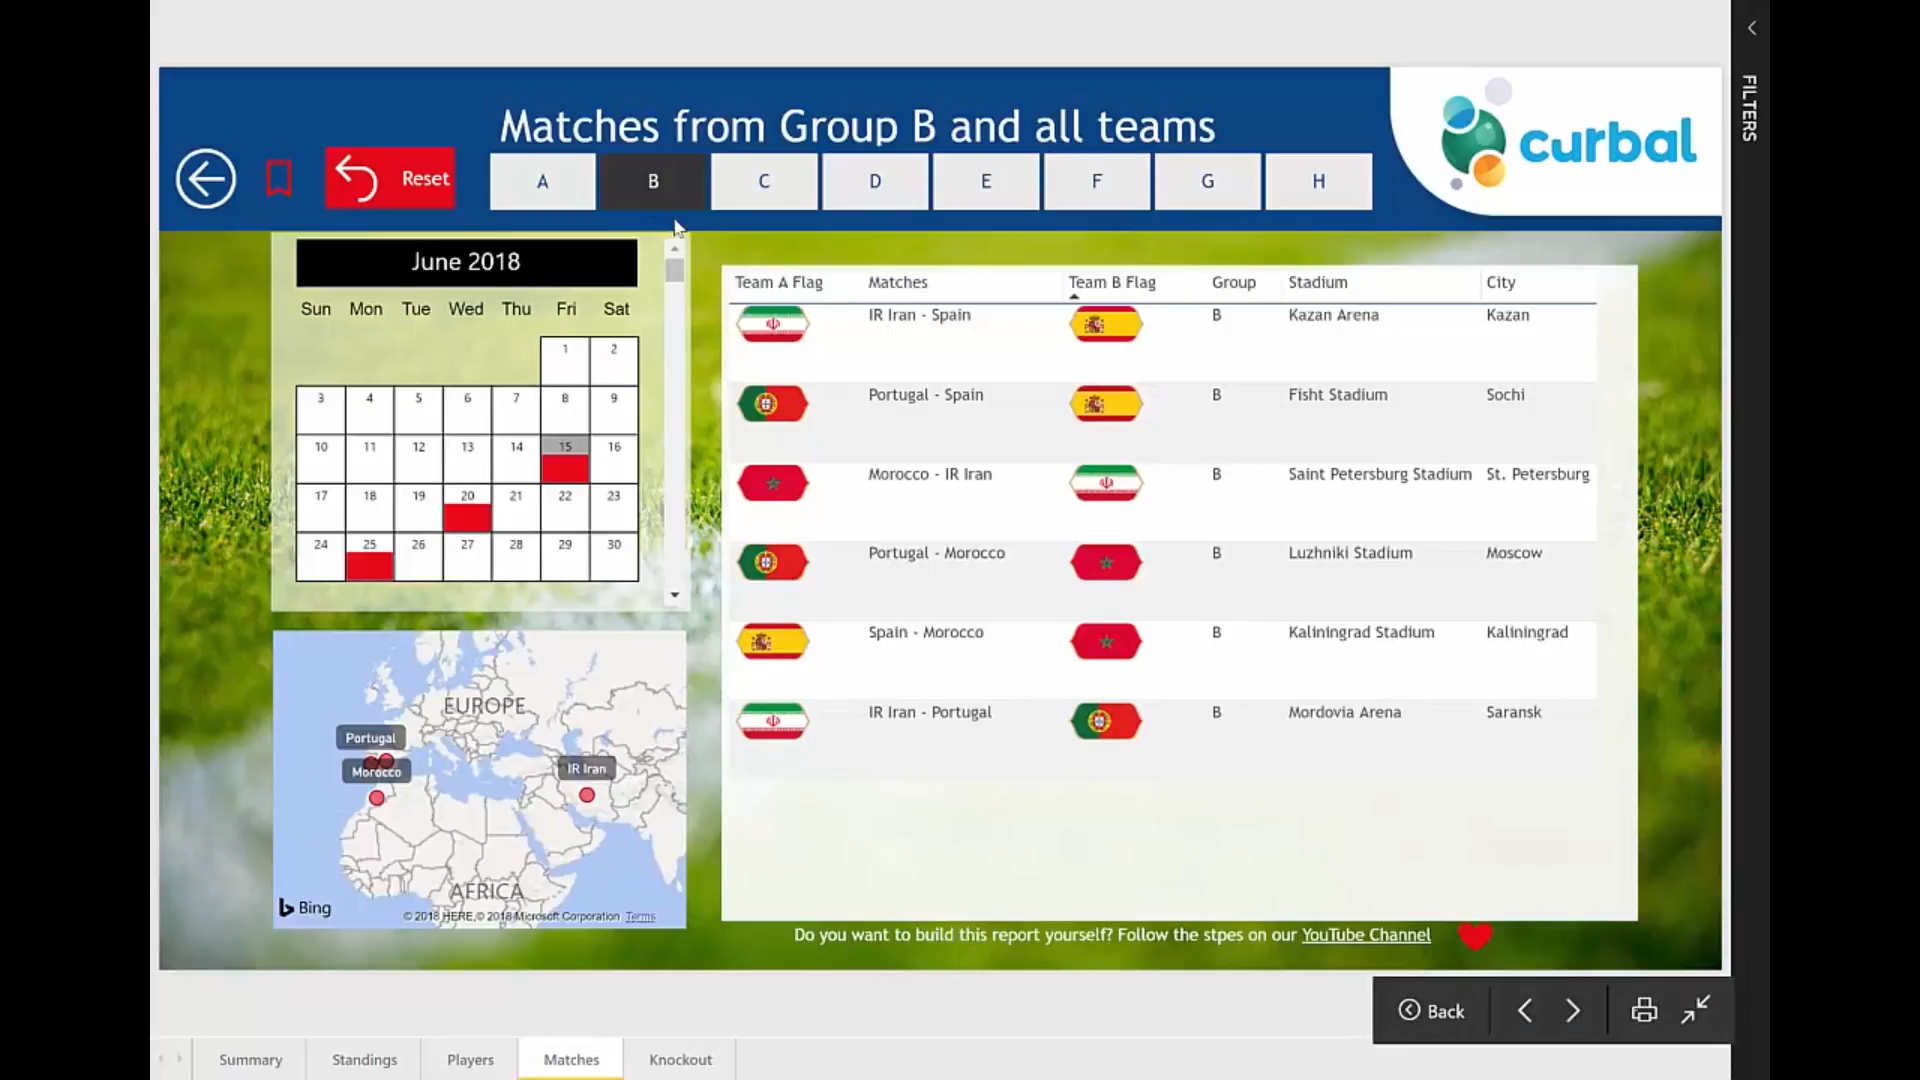 Matches from Group B and all teams
curbal
FILTERS
Reset
A B C D E F G H
June 2018
Sun Mon Tue Wed Thu Fri Sat
1 2
3 4 5 6 7 8 9
10 11 12 13 14 15 16
17 18 19 20 21 22 23
24 25 26 27 28 29 30
Team A Flag Matches Team B Flag Group Stadium City
IR Iran - Spain B Kazan Arena Kazan
Portugal - Spain B Fisht Stadium Sochi
Morocco - IR Iran B Saint Petersburg Stadium St. Petersburg
Portugal - Morocco B Luzhniki Stadium Moscow
Spain - Morocco B Kaliningrad Stadium Kaliningrad
IR Iran - Portugal B Mordovia Arena Saransk
EUROPE
Portugal
Morocco
IR Iran
AFRICA
Bing
© 2018 HERE, © 2018 Microsoft Corporation Terms
Do you want to build this report yourself? Follow the stpes on our YouTube Channel
Back
Summary Standings Players Matches Knockout